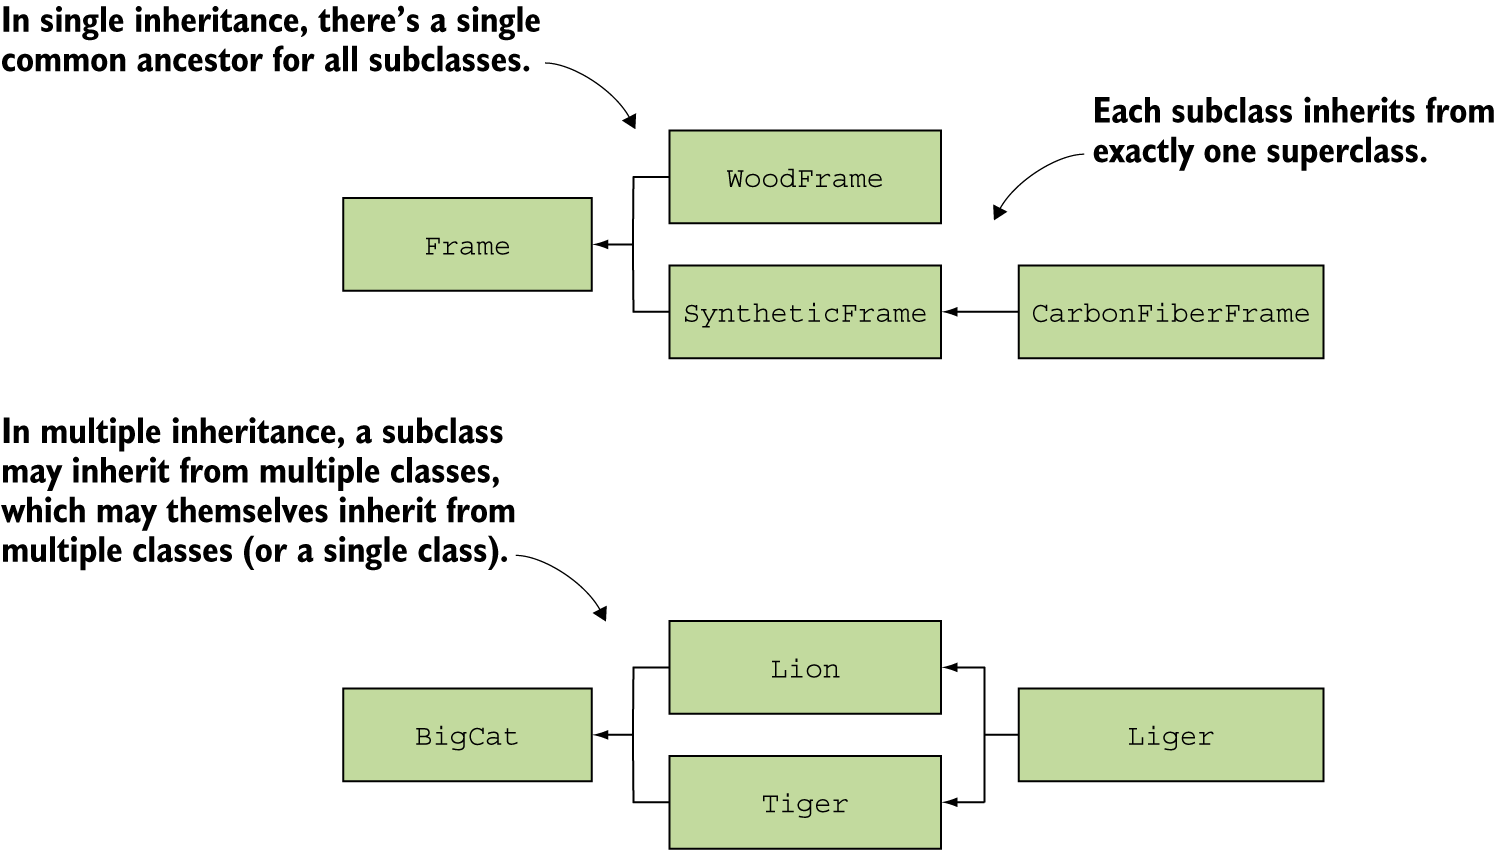 In single inheritance, there’s a single
common ancestor for all subclasses.
Each subclass inherits from
exactly one superclass.
WoodFrame
Frame
SyntheticFrame
CarbonFiberFrame
In multiple inheritance, a subclass
may inherit from multiple classes,
which may themselves inherit from
multiple classes (or a single class).
Lion
BigCat
Liger
Tiger